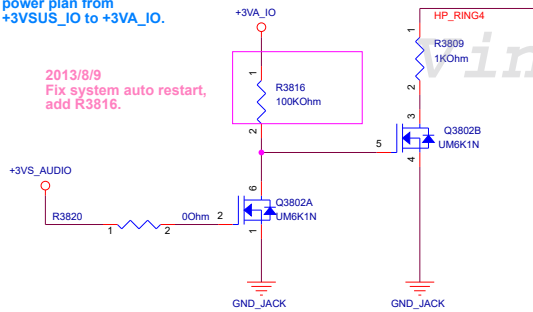 power plan from
+3VSUS_IO to +3VA_IO.
+3VA_IO
HP_RING4
1
R3809
1KOhm
2
2013/8/9
Fix system auto restart,
add R3816.
1
R3816
100KOhm
2
3
Q3802B
UM6K1N
5
4
+3VS_AUDIO
6
Q3802A
UM6K1N
R3820
0Ohm
2
1
2
1
GND_JACK
GND_JACK
Vin